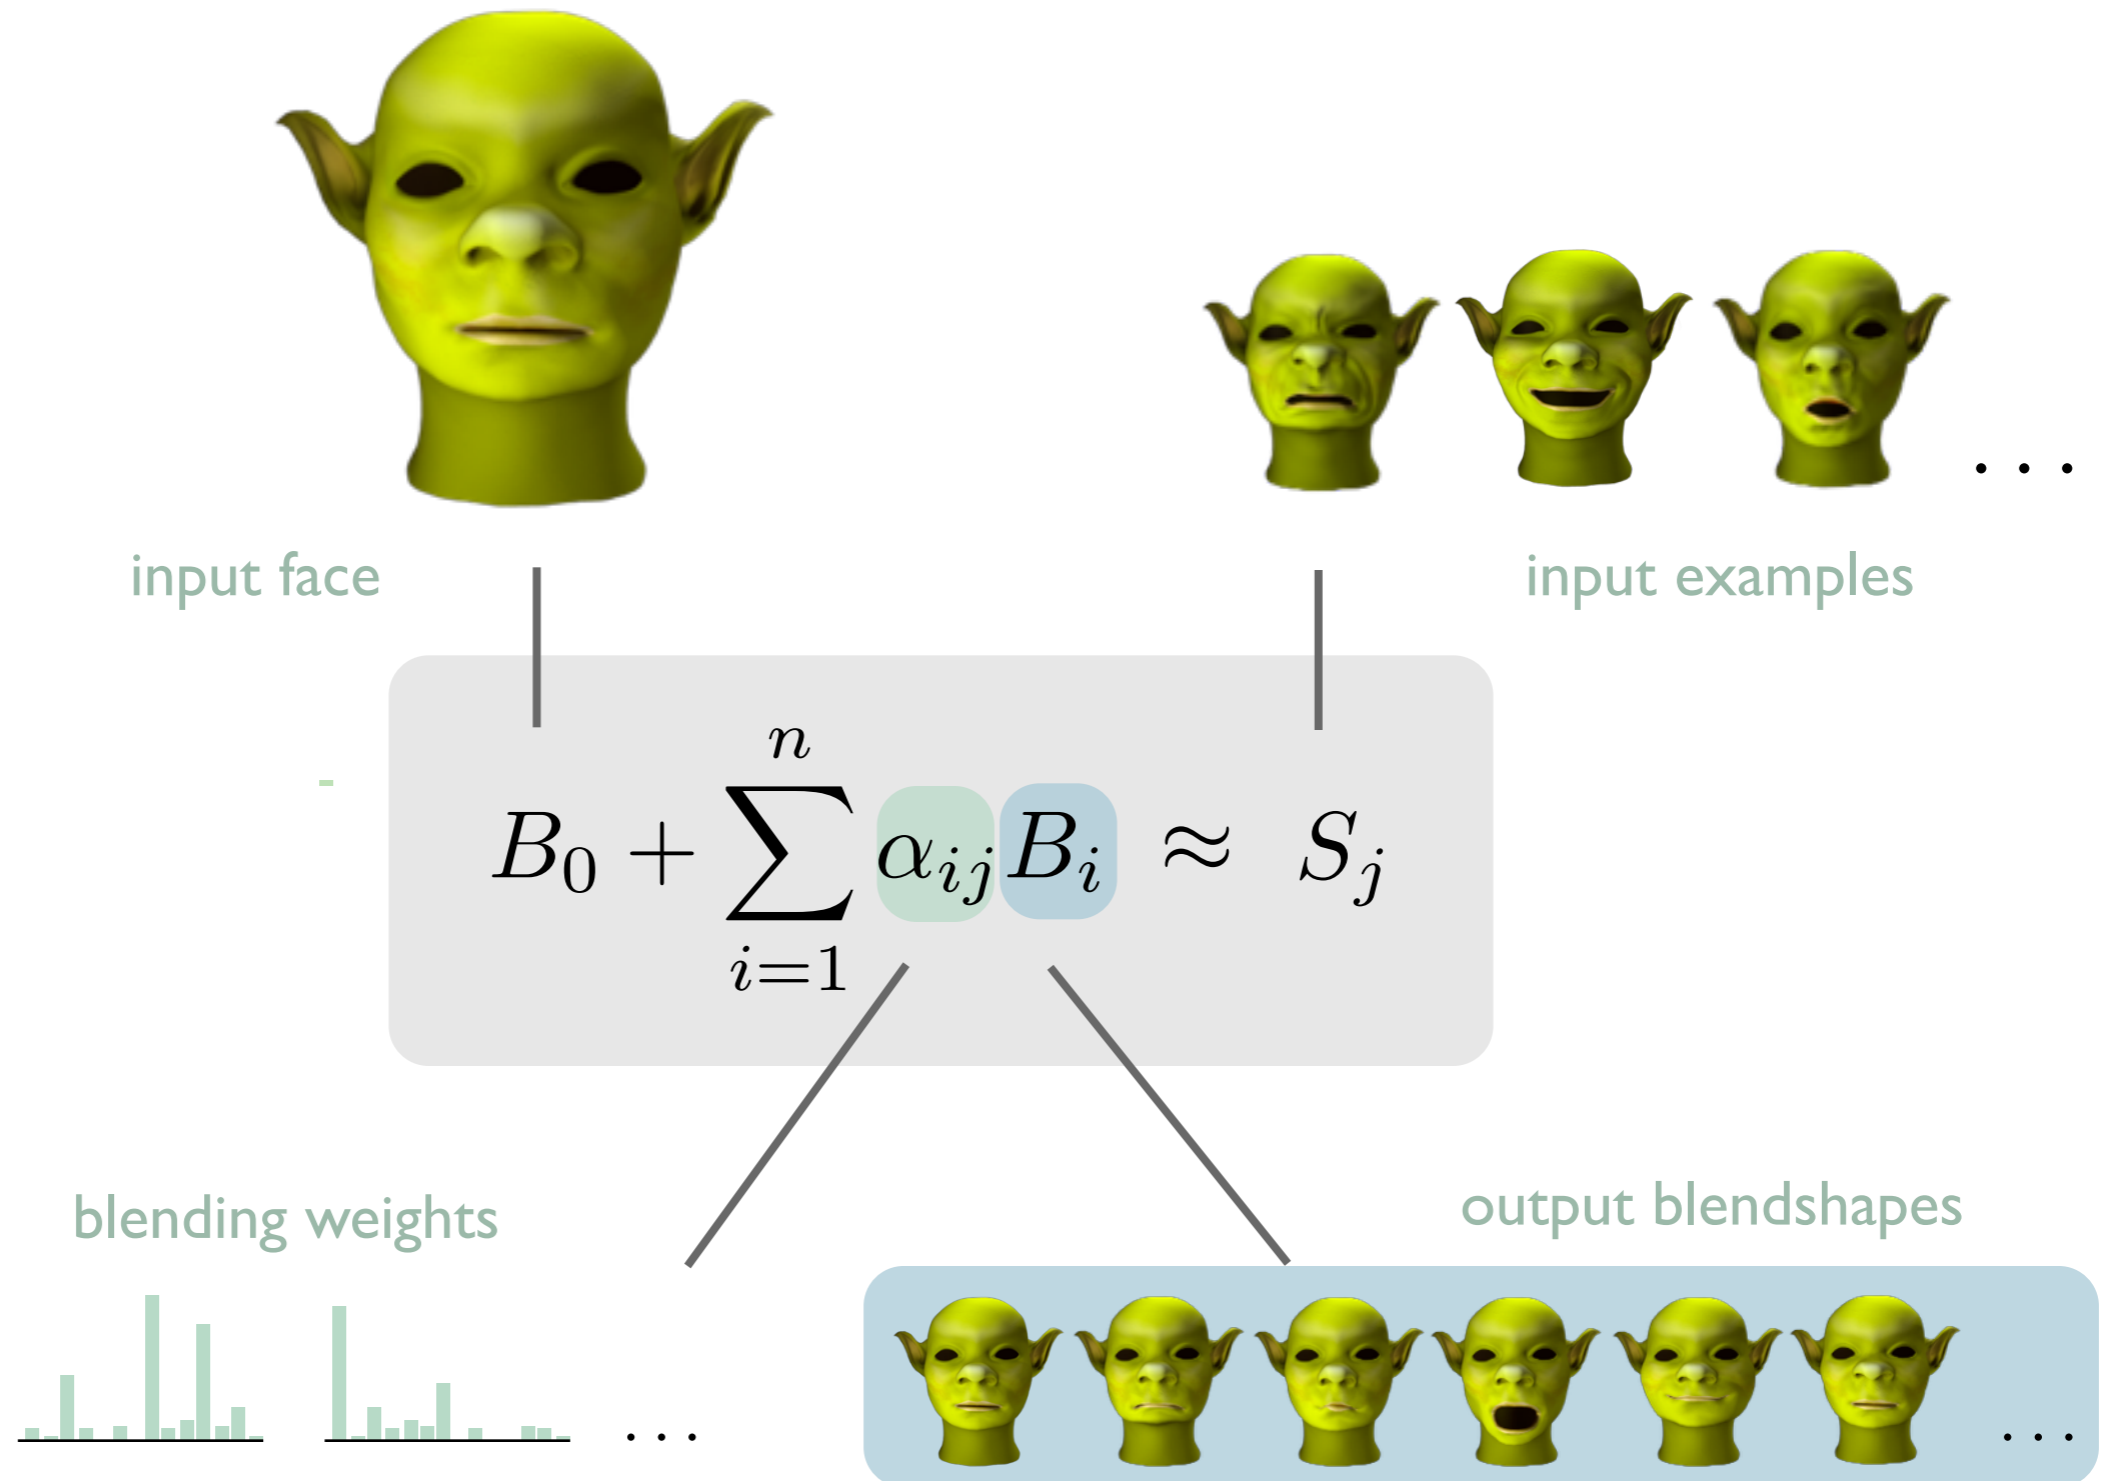 input face
input examples
$B_0 + \sum_{i=1}^{n} \alpha_{ij} B_i \approx S_j$
blending weights
output blendshapes
. . .